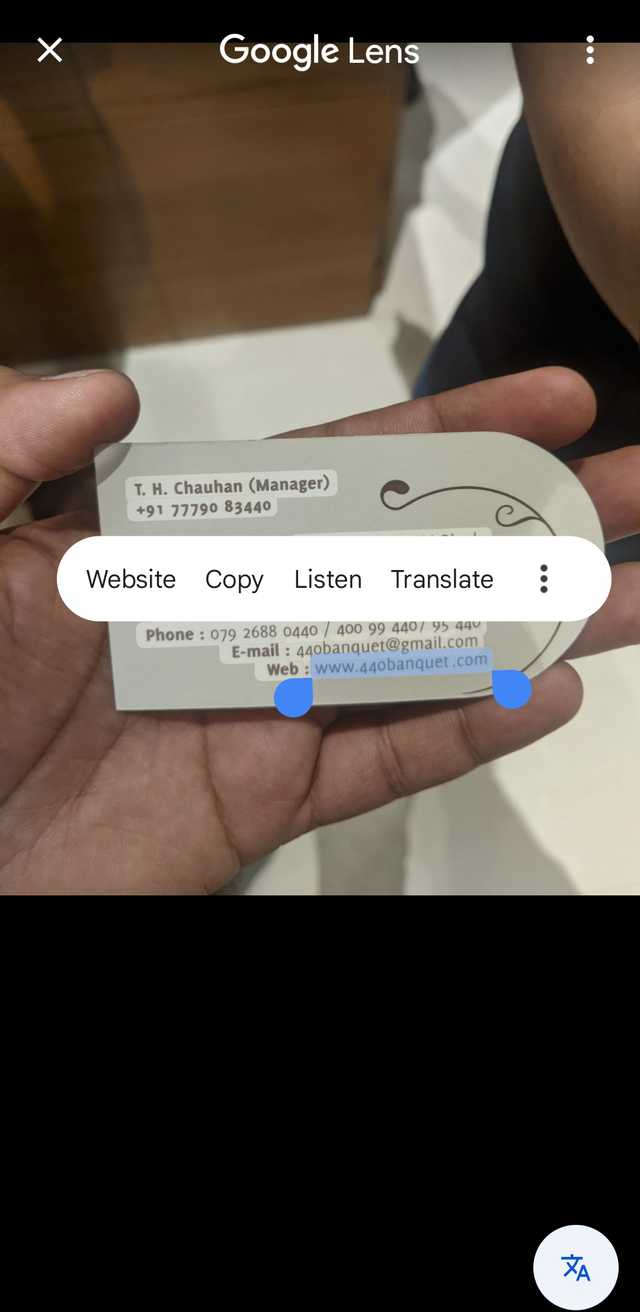 Google Lens
T. H. Chauhan (Manager)
+91 77790 83440
Website Copy Listen Translate
Phone : 079 2688 0440 / 400 99 440 / 95 440
E-mail : 440banquet@gmail.com
Web : www.440banquet.com